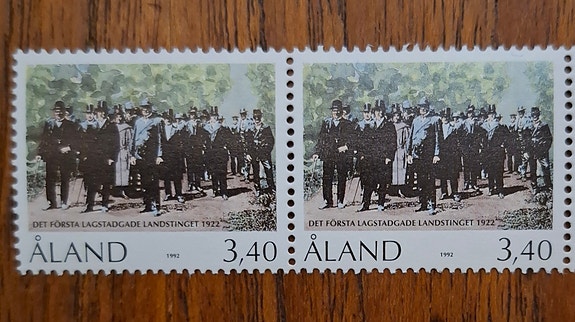 DET FÖRSTA LAGSTADGADE LANDSTINGET 1922
ÅLAND 1992 3,40
DET FÖRSTA LAGSTADGADE LANDSTINGET 1922
ÅLAND 1992 3,40